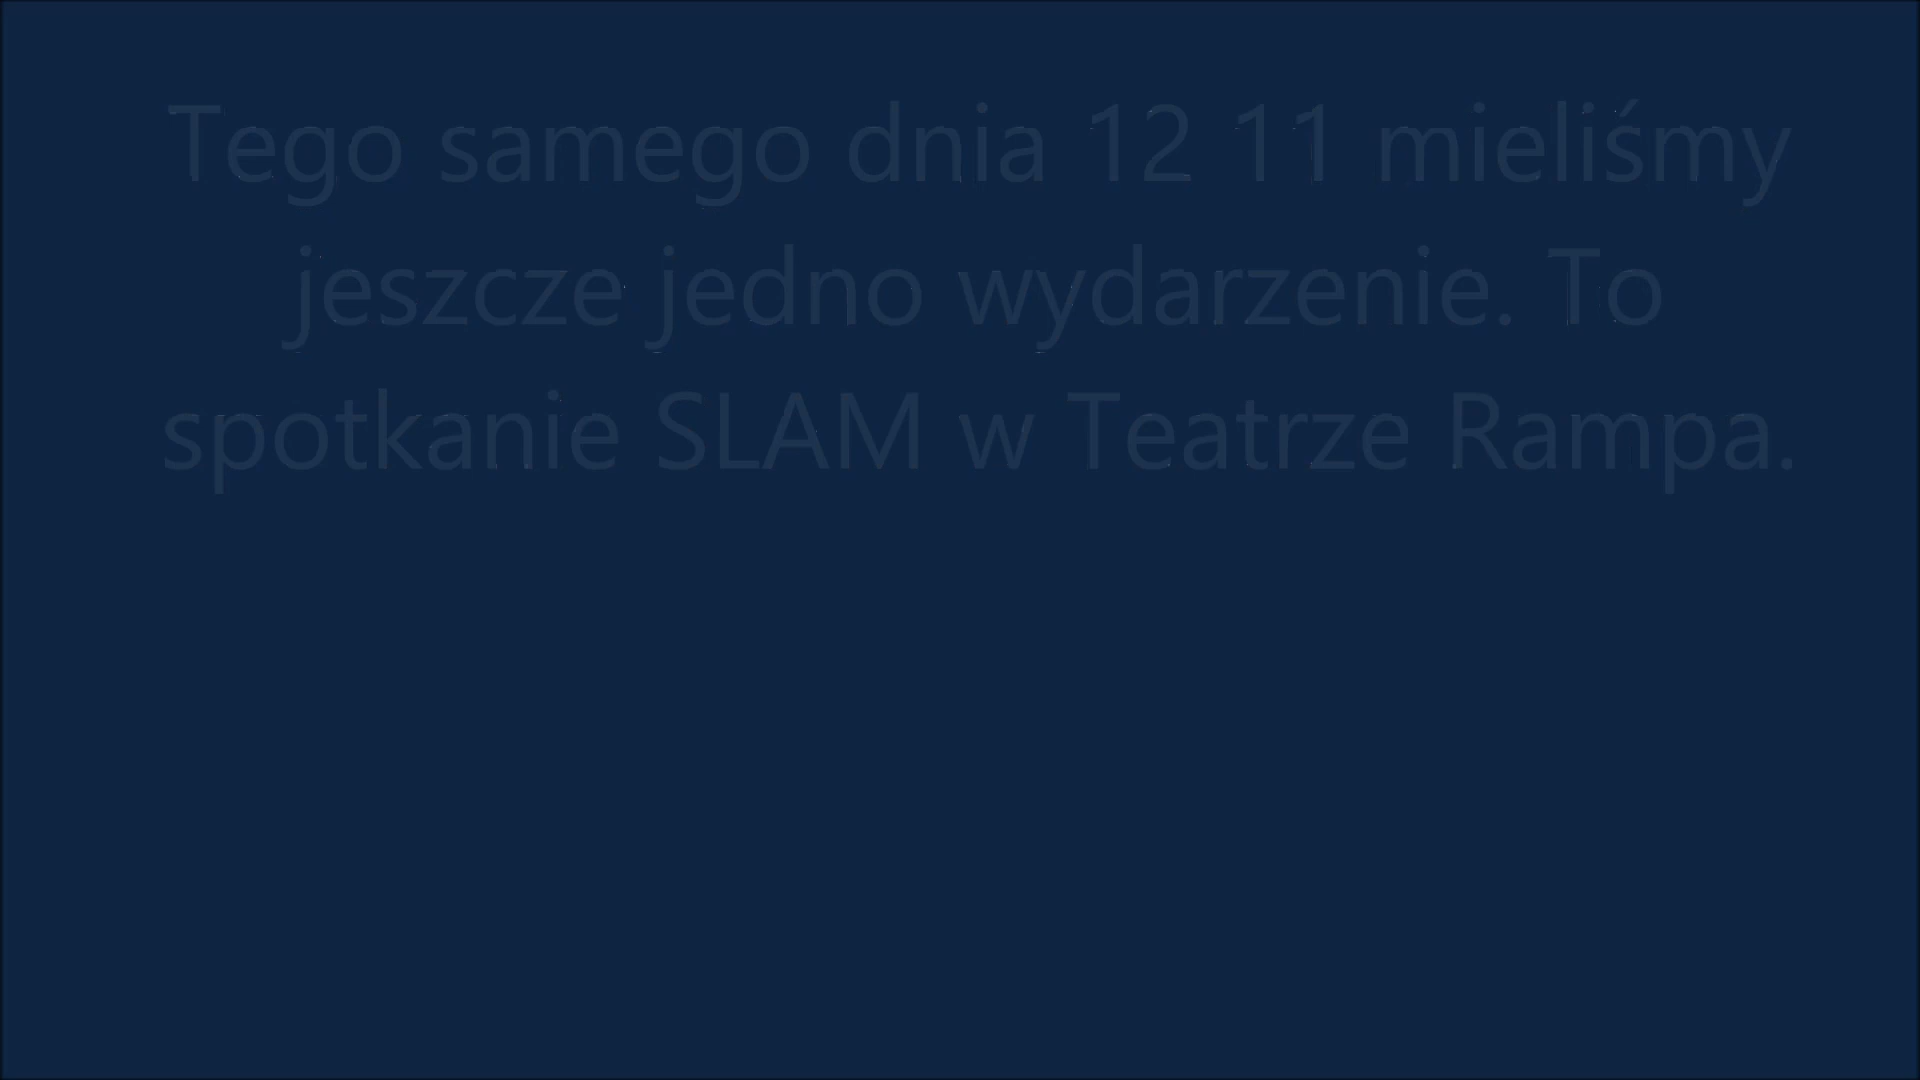 Tego samego dnia 12 11 mieliśmy
jeszcze jedno wydarzenie. To
spotkanie SLAM w Teatrze Rampa.